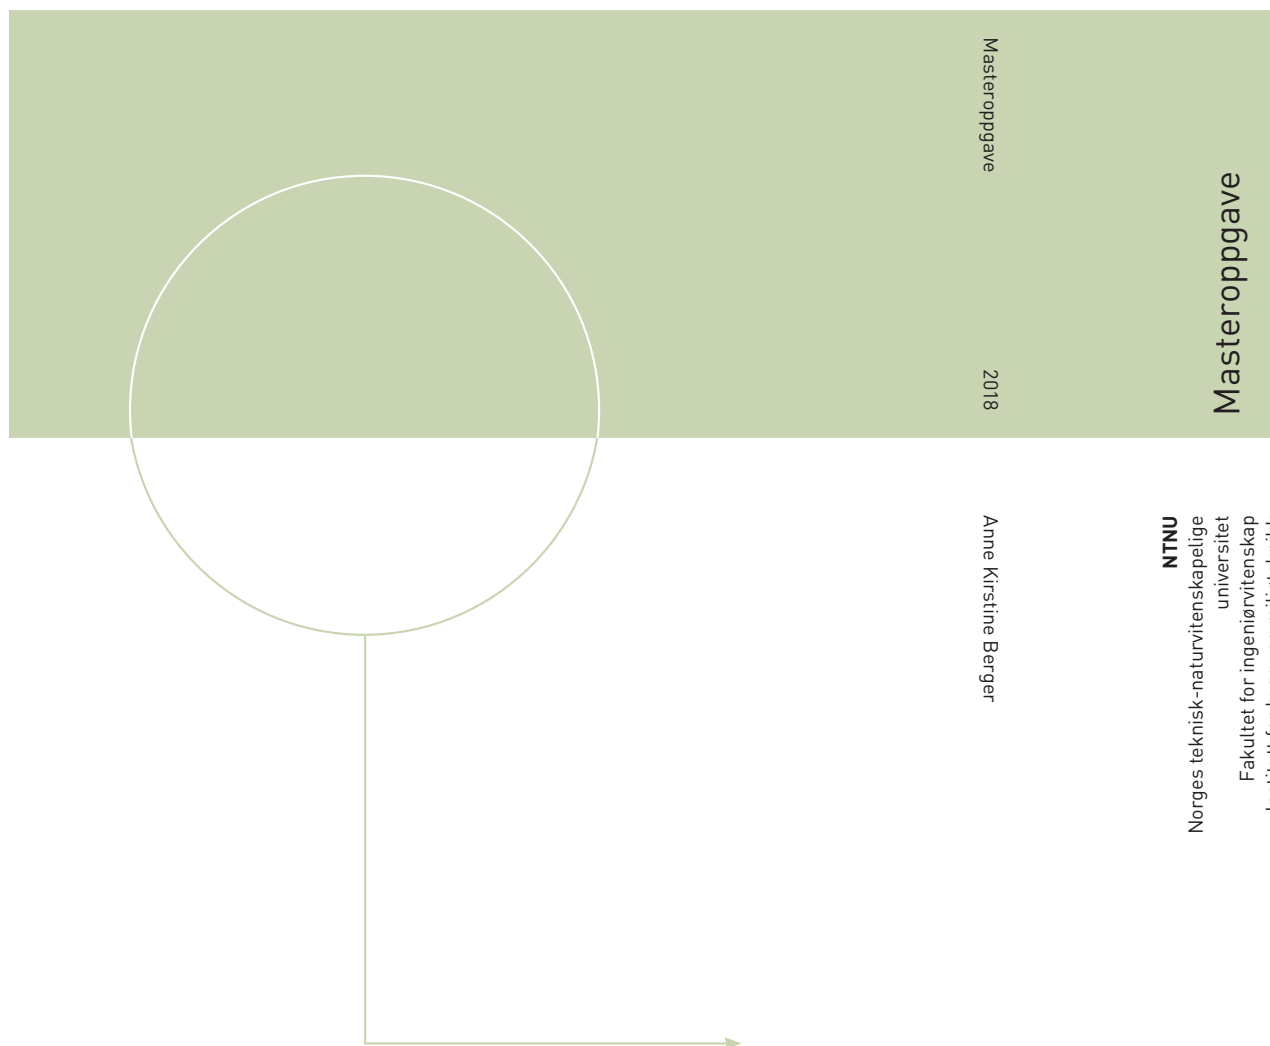 Masteroppgave
2018
Anne Kirstine Berger
Masteroppgave
NTNU
Norges teknisk-naturvitenskapelige
universitet
Fakultet for ingeniørvitenskap